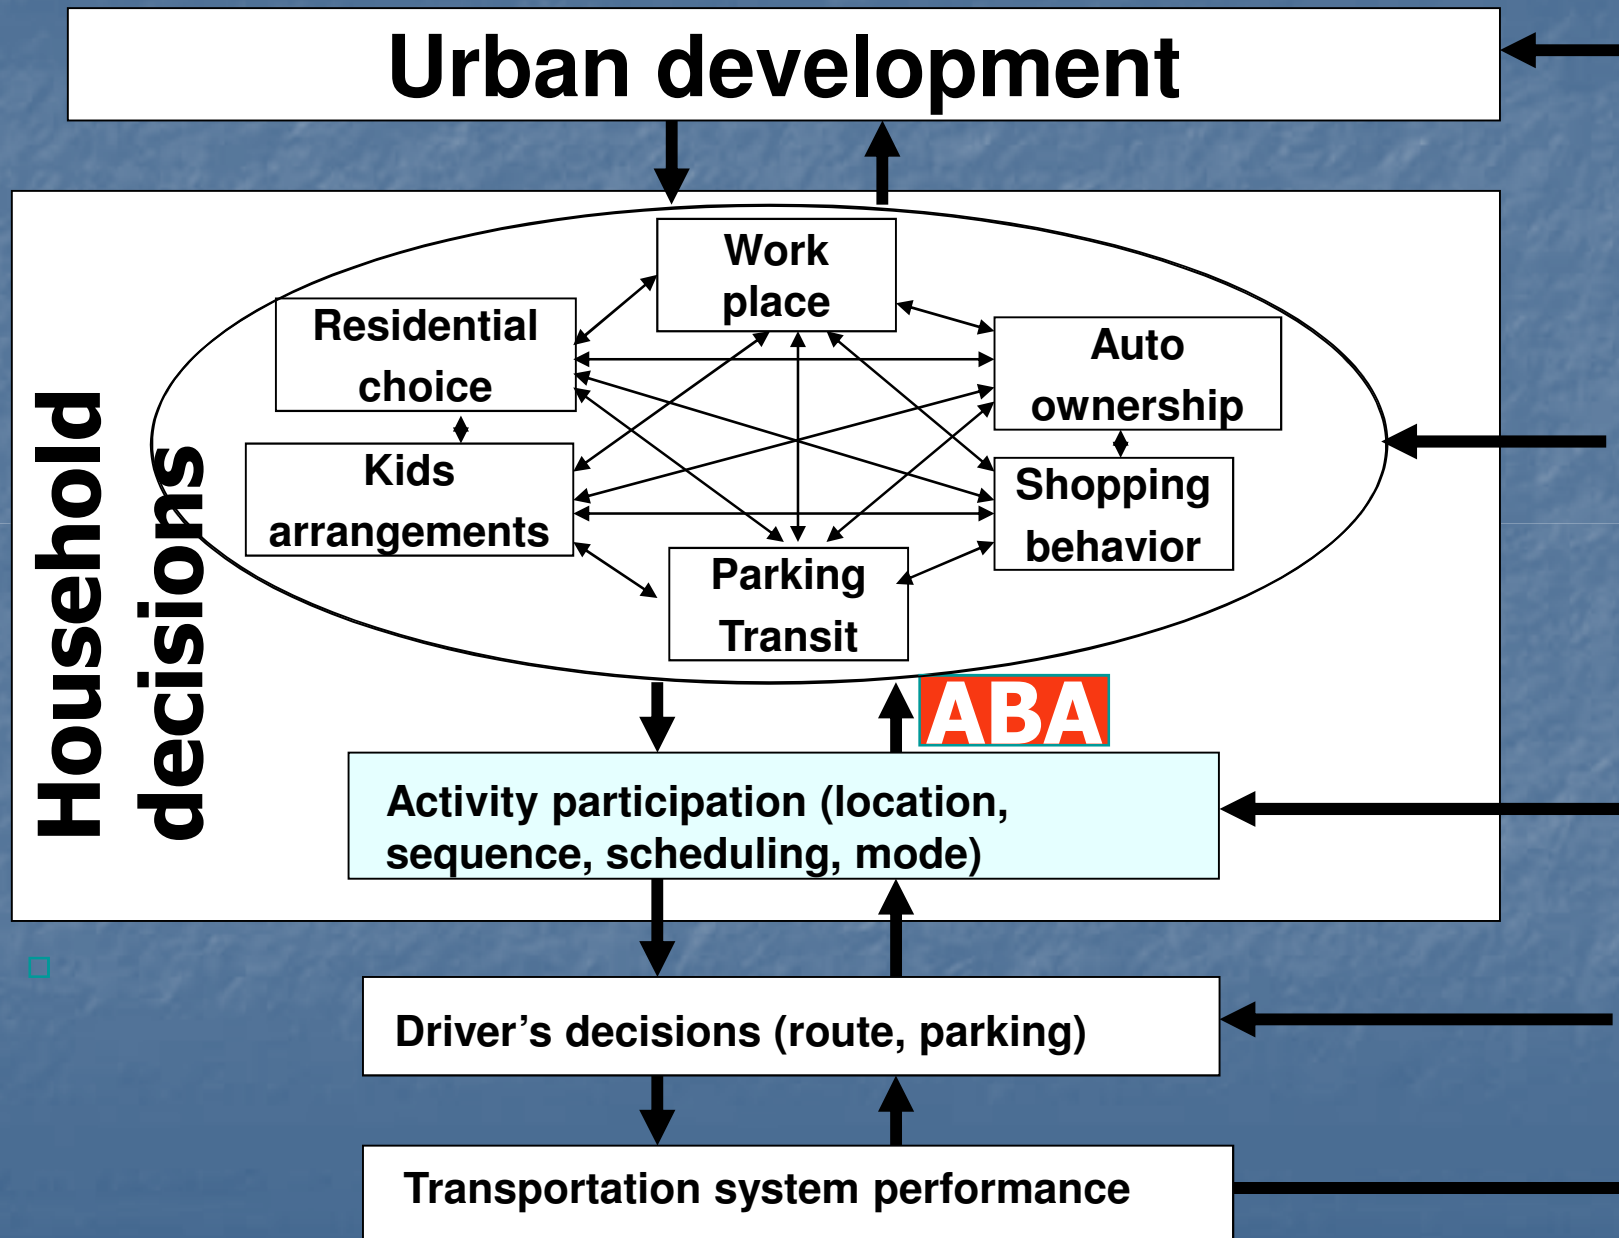 Urban development
Household
decisions
Work
place
Residential
choice
Auto
ownership
Kids
arrangements
Shopping
behavior
Parking
Transit
ABA
Activity participation (location,
sequence, scheduling, mode)
Driver’s decisions (route, parking)
Transportation system performance